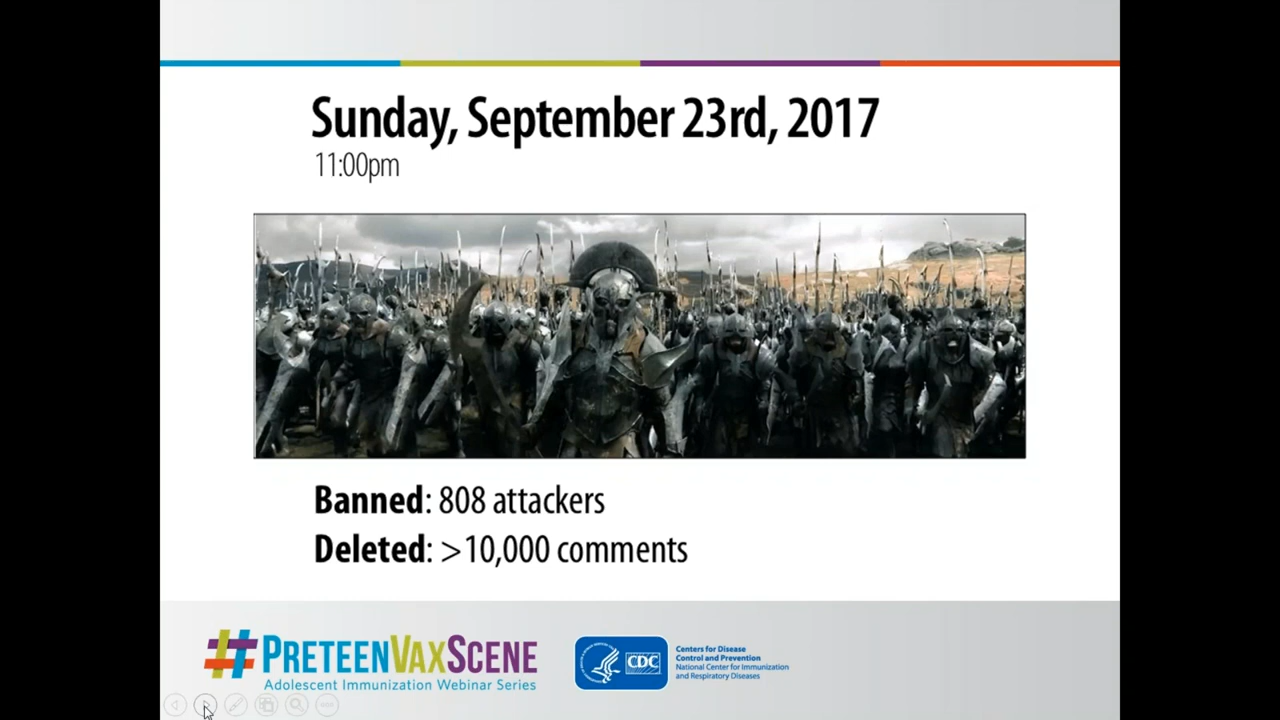 Sunday, September 23rd, 2017
11:00pm
Banned: 808 attackers
Deleted: >10,000 comments
#PRETEENVAXSCENE
Adolescent Immunization Webinar Series
CDC
Centers for Disease
Control and Prevention
National Center for Immunization
and Respiratory Diseases